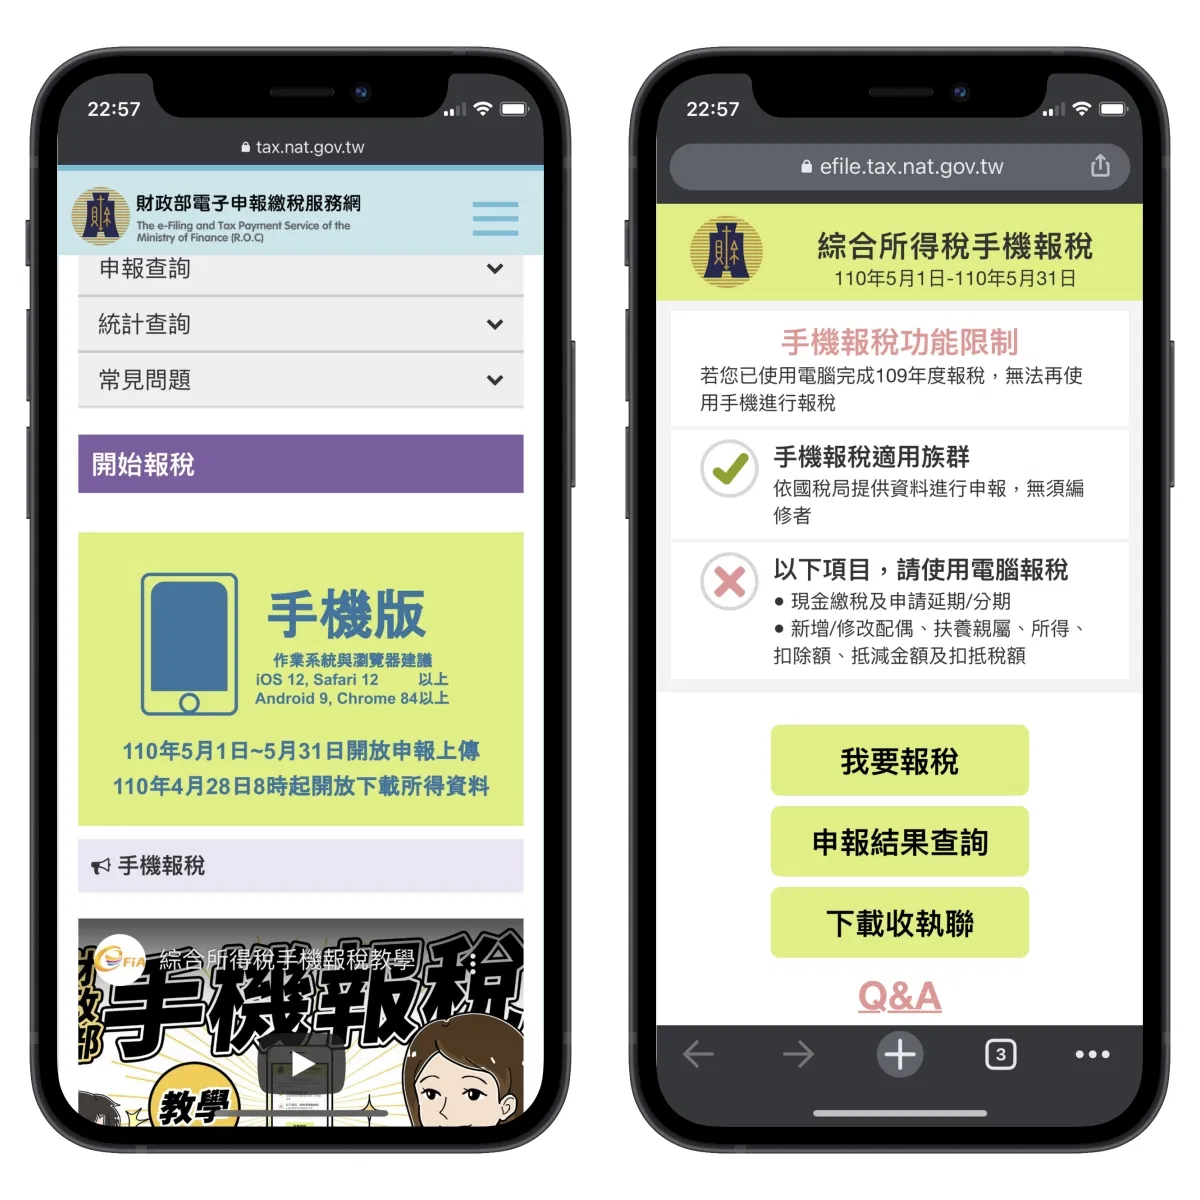 22:57
tax.nat.gov.tw
財政部電子申報繳稅服務網
The e-Filing and Tax Payment Service of the
Ministry of Finance (R.O.C)
申報查詢
統計查詢
常見問題
開始報稅
手機版
作業系統與瀏覽器建議
iOS 12, Safari 12 以上
Android 9, Chrome 84以上
110年5月1日~5月31日開放申報上傳
110年4月28日8時起開放下載所得資料
手機報稅
綜合所得稅手機報稅教學
財政部
手機報稅
教學
22:57
efile.tax.nat.gov.tw
綜合所得稅手機報稅
110年5月1日-110年5月31日
手機報稅功能限制
若您已使用電腦完成109年度報稅，無法再使
用手機進行報稅
手機報稅適用族群
依國稅局提供資料進行申報，無須編
修者
以下項目，請使用電腦報稅
● 現金繳稅及申請延期/分期
● 新增/修改配偶、扶養親屬、所得、
扣除額、抵減金額及扣抵稅額
我要報稅
申報結果查詢
下載收執聯
Q&A
3